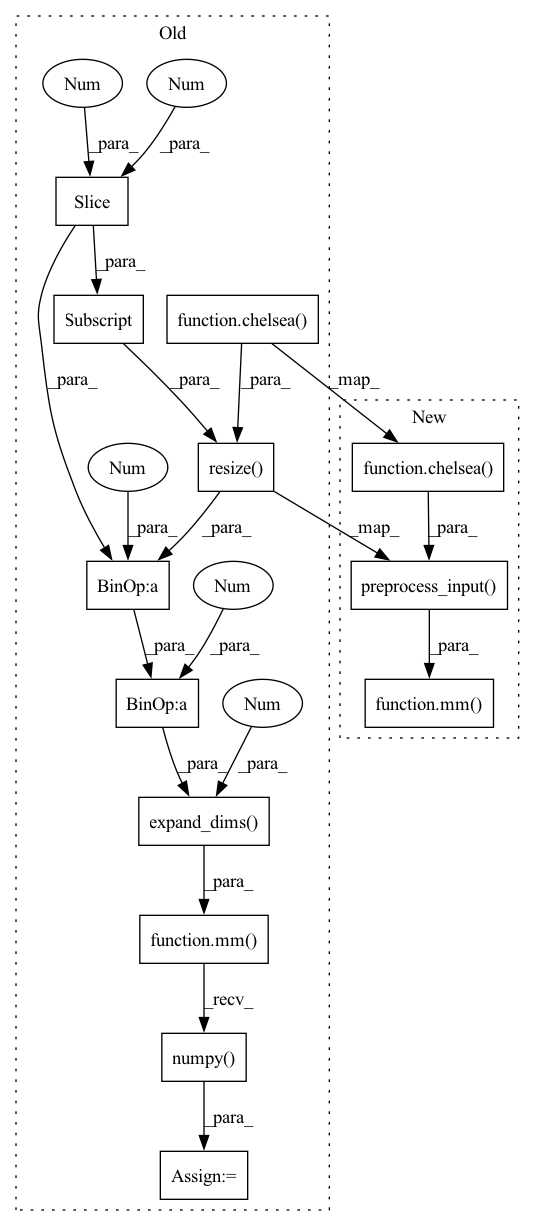 Old
Num
Num
_para_
_para_
Slice
_para_
Subscript
function.chelsea()
_para_
_para_
_para_
_map_
New
Num
resize()
function.chelsea()
_para_
_para_
_map_
_para_
BinOp:a
Num
preprocess_input()
_para_
_para_
_para_
BinOp:a
Num
function.mm()
_para_
_para_
expand_dims()
_para_
function.mm()
_recv_
numpy()
_para_
Assign:=